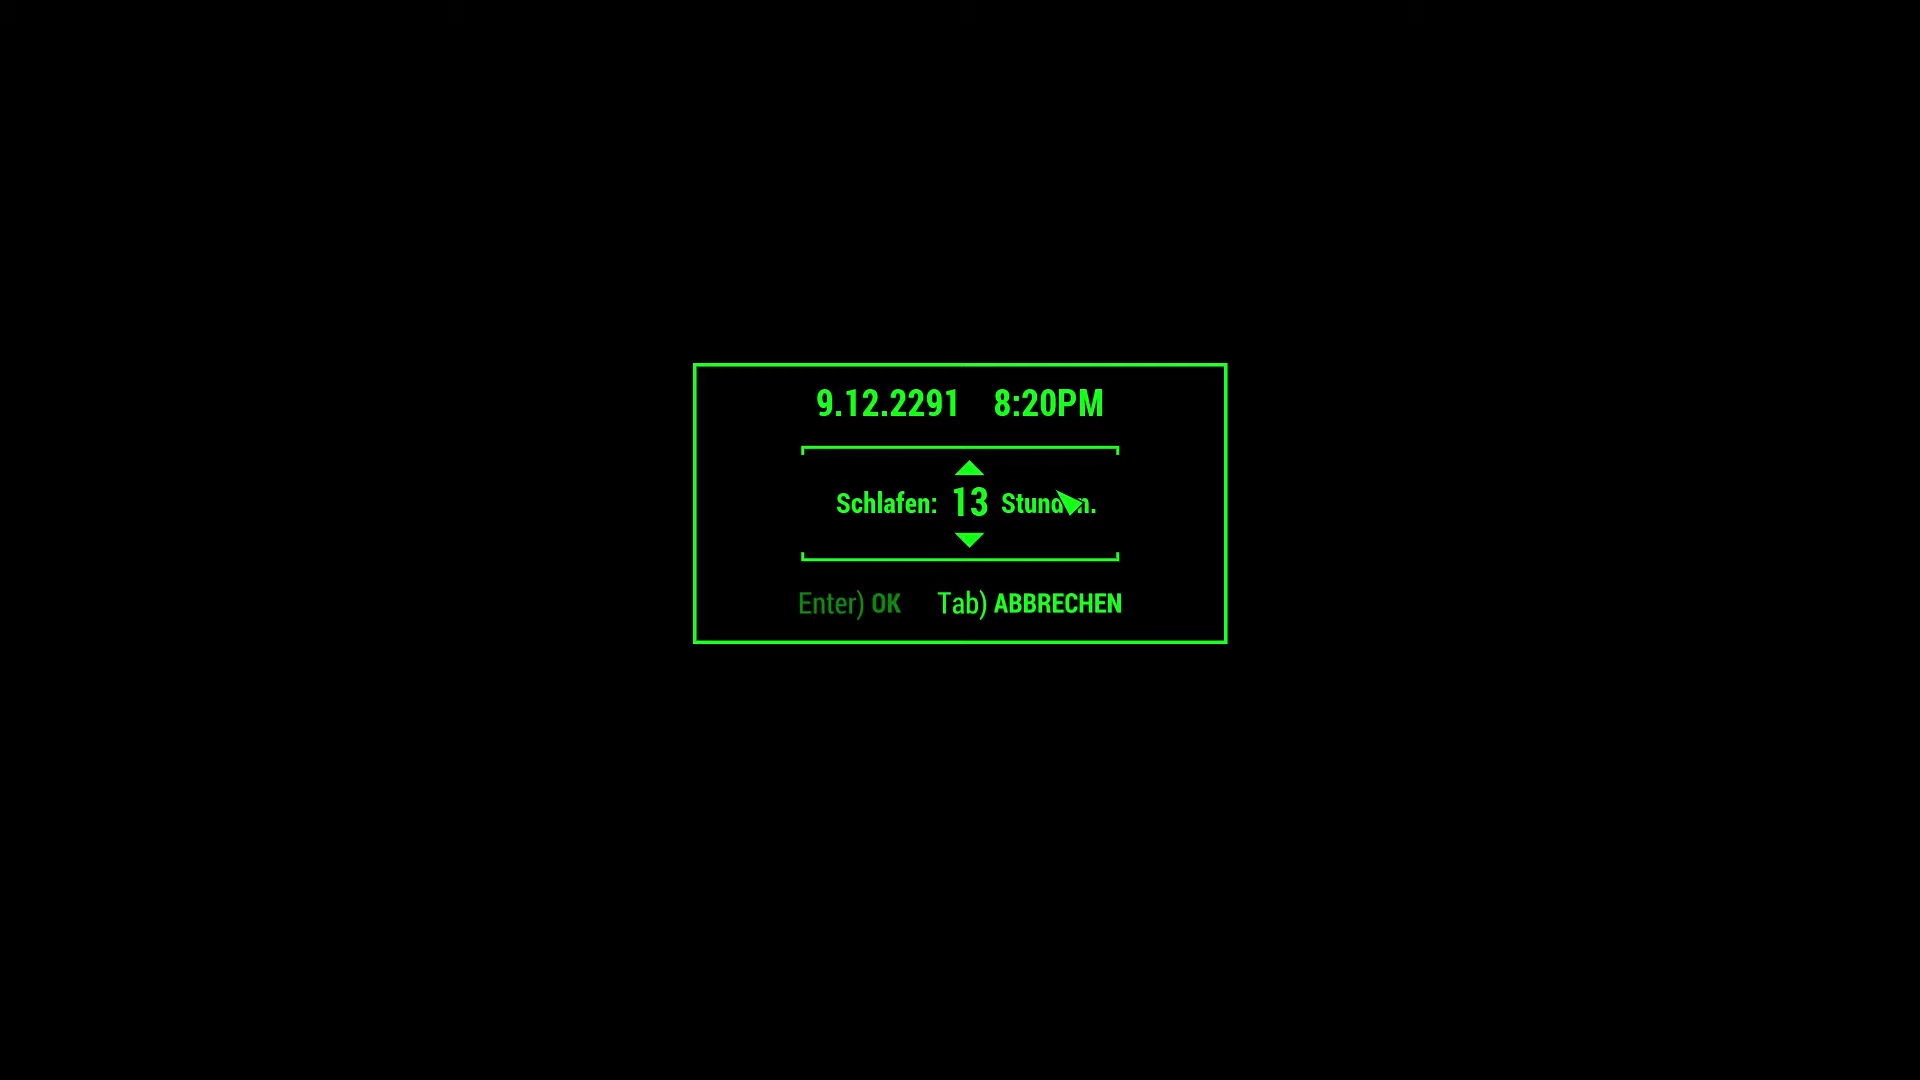 9.12.2291 8:20PM
Schlafen: 13 Stunden.
Enter) OK Tab) ABBRECHEN